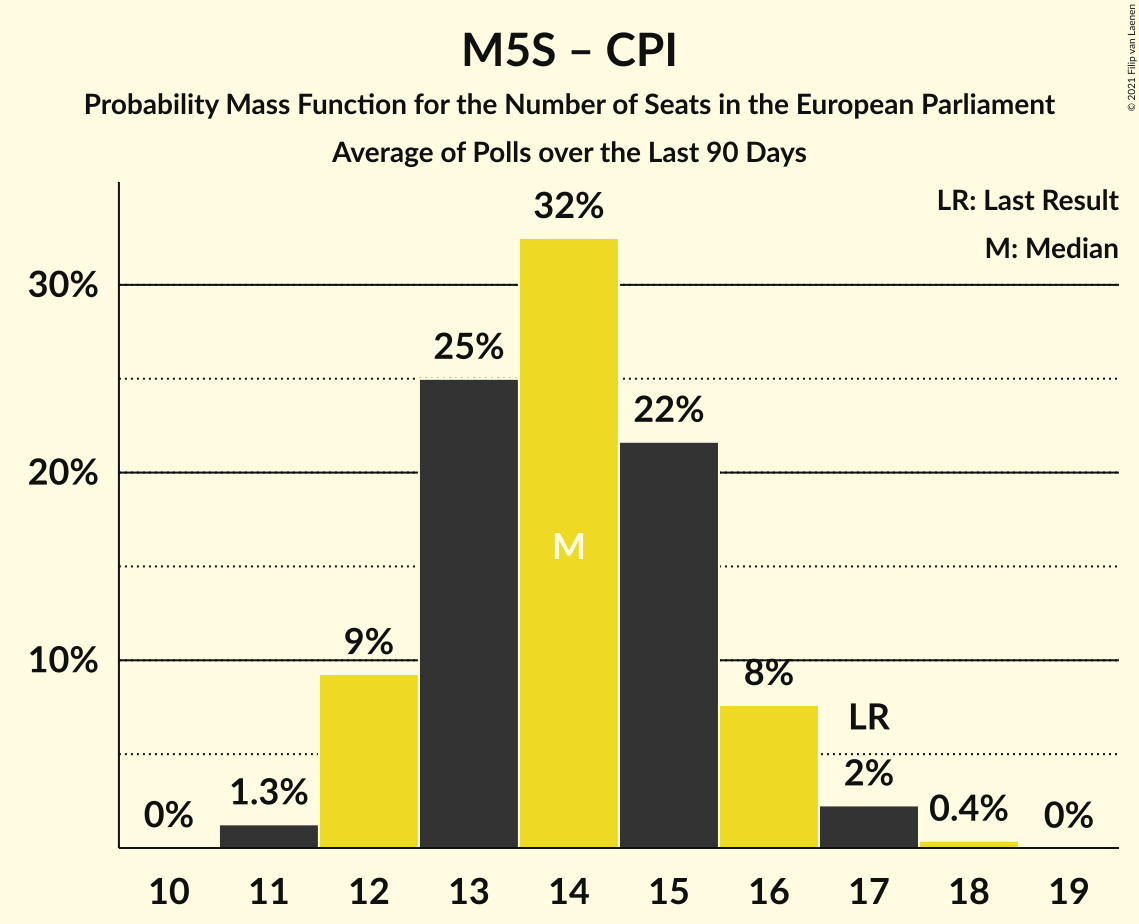 M5S – CPI
Probability Mass Function for the Number of Seats in the European Parliament
Average of Polls over the Last 90 Days
© 2021 Filip van Laenen
LR: Last Result
M: Median
30%
20%
10%
0%
1.3%
9%
25%
32%
M
22%
8%
LR
2%
0.4%
0%
10 11 12 13 14 15 16 17 18 19